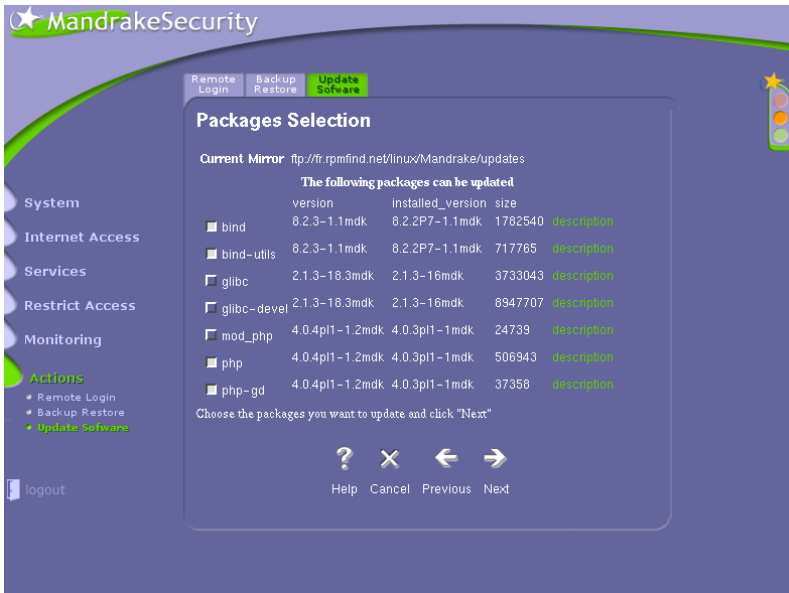 MandrakeSecurity
Remote Login
Backup Restore
Update Sofware
Packages Selection
Current Mirror ftp://fr.rpmfind.net/linux/Mandrake/updates
The following packages can be updated
version installed_version size
bind 8.2.3-1.1mdk 8.2.2P7-1.1mdk 1782540 description
bind-utils 8.2.3-1.1mdk 8.2.2P7-1.1mdk 717765 description
glibc 2.1.3-18.3mdk 2.1.3-16mdk 3733043 description
glibc-devel 2.1.3-18.3mdk 2.1.3-16mdk 8947707 description
mod_php 4.0.4pl1-1.2mdk 4.0.3pl1-1mdk 24739 description
php 4.0.4pl1-1.2mdk 4.0.3pl1-1mdk 506943 description
php-gd 4.0.4pl1-1.2mdk 4.0.3pl1-1mdk 37358 description
Choose the packages you want to update and click "Next"
Help Cancel Previous Next
System
Internet Access
Services
Restrict Access
Monitoring
Actions
Remote Login
Backup Restore
Update Sofware
logout